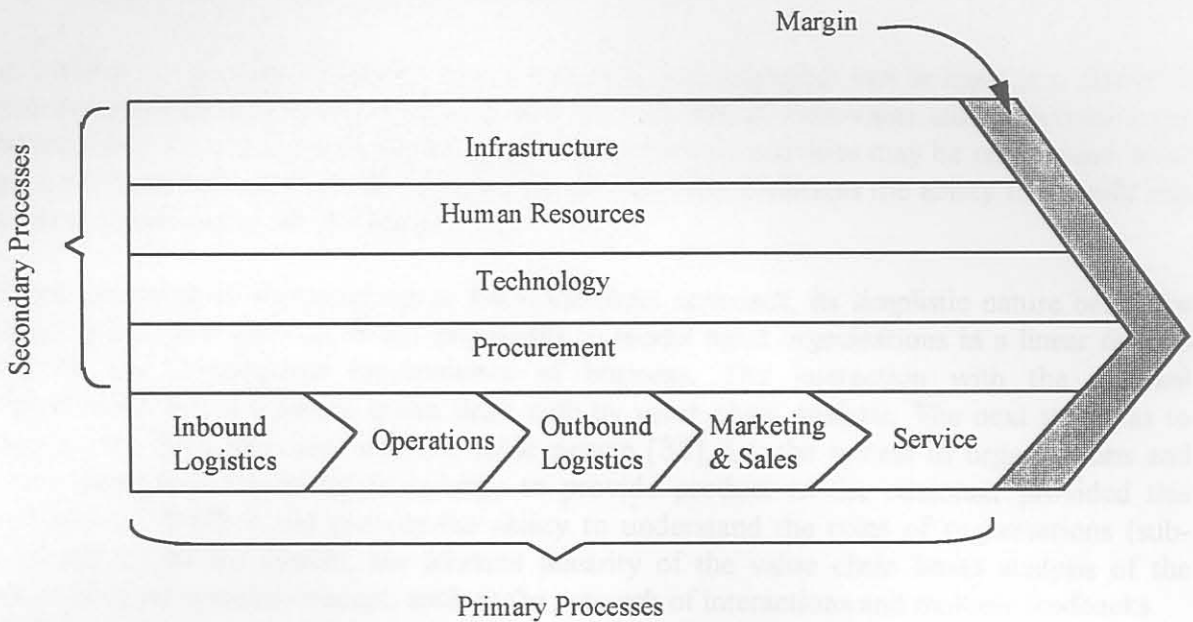 Margin
Infrastructure
Human Resources
Technology
Procurement
Secondary Processes
Inbound
Logistics
Operations
Outbound
Logistics
Marketing
& Sales
Service
Primary Processes